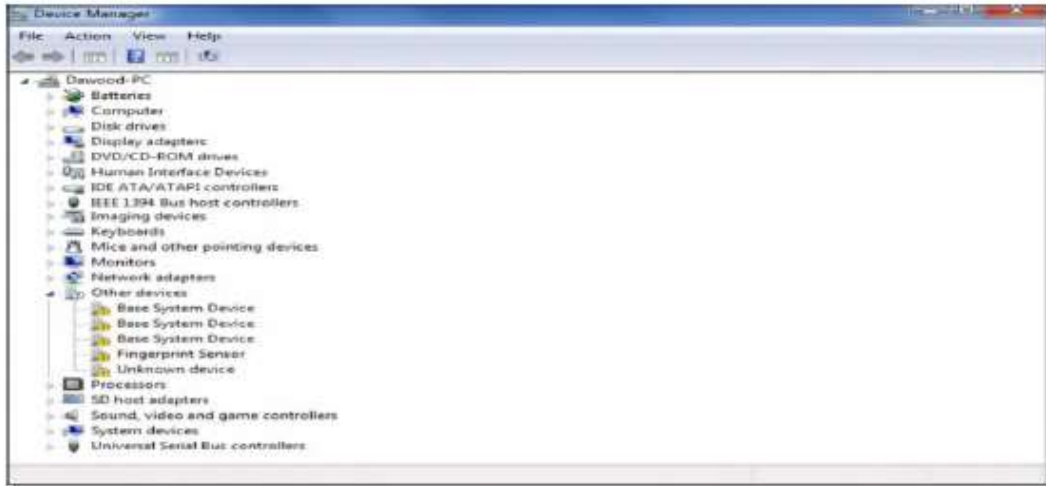 Device Manager
File Action View Help
Dawood-PC
Batteries
Computer
Disk drives
Display adapters
DVD/CD-ROM drives
Human Interface Devices
IDE ATA/ATAPI controllers
IEEE 1394 Bus host controllers
Imaging devices
Keyboards
Mice and other pointing devices
Monitors
Network adapters
Other devices
Base System Device
Base System Device
Base System Device
Fingerprint Sensor
Unknown device
Processors
SD host adapters
Sound, video and game controllers
System devices
Universal Serial Bus controllers